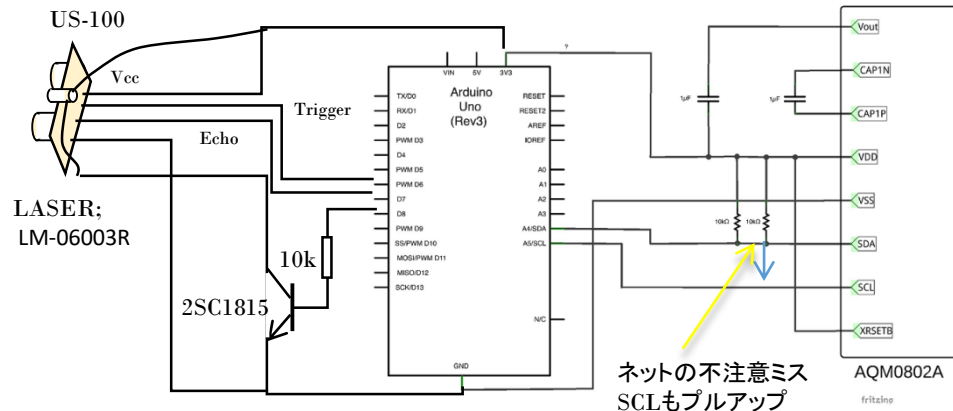 US-100
Vcc
Trigger
Echo
LASER;
LM-06003R
10k
2SC1815
VIN
5V
3V3
Arduino
Uno
(Rev3)
TX/D0
RX/D1
D2
PWM D3
D4
PWM D5
PWM D6
D7
D8
PWM D9
SS/PWM D10
MOSI/PWM D11
MISO/D12
SCK/D13
RESET
RESET2
AREF
IOREF
A0
A1
A2
A3
A4/SDA
A5/SCL
N/C
GND
1μF
1μF
10kΩ
10kΩ
Vout
CAP1N
CAP1P
VDD
VSS
SDA
SCL
XRSETB
AQM0802A
fritzing
ネットの不注意ミス
SCLもプルアップ